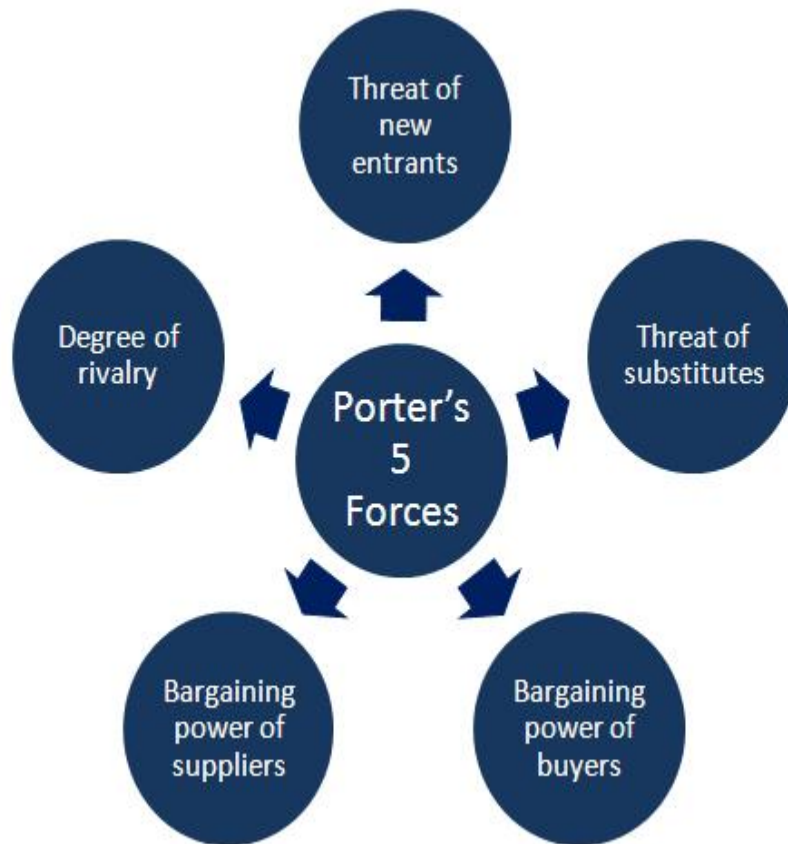 Threat of
new
entrants
Degree of
rivalry
Threat of
substitutes
Porter’s
5
Forces
Bargaining
power of
suppliers
Bargaining
power of
buyers